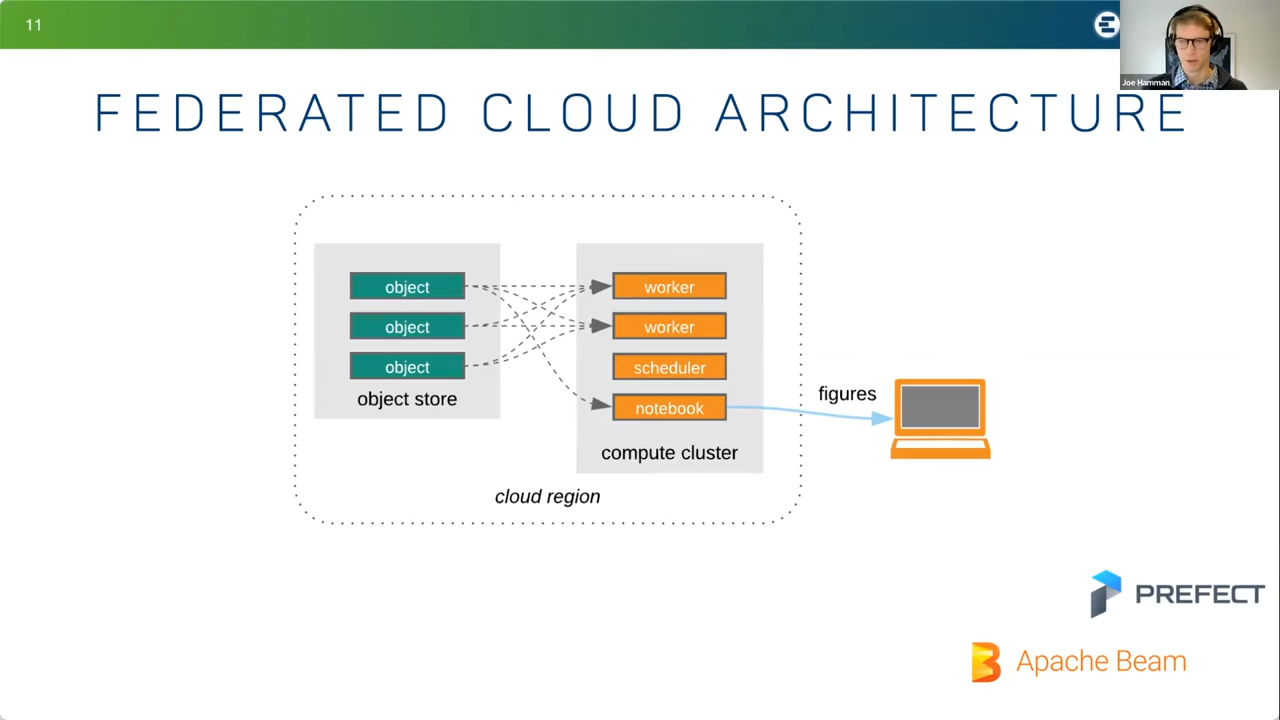 11
Joe Hamman
FEDERATED CLOUD ARCHITECTURE
object
object
object
object store
worker
worker
scheduler
notebook
compute cluster
cloud region
figures
PREFECT
Apache Beam